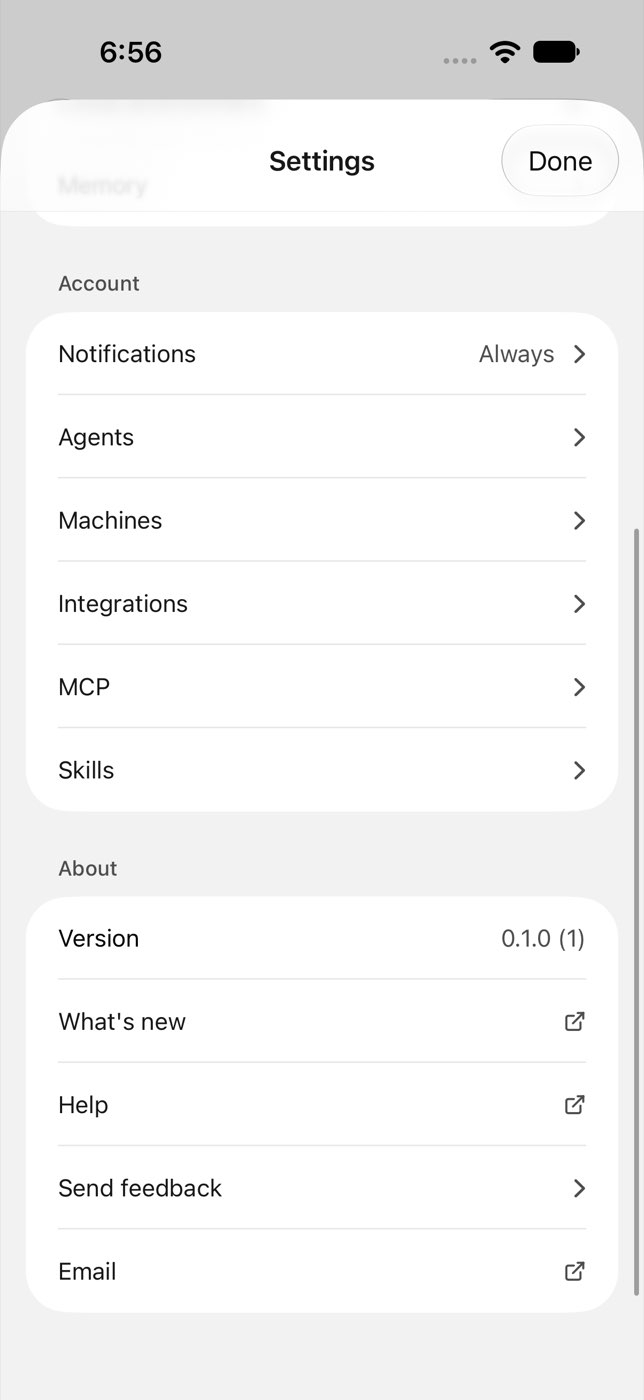 6:56
Settings
Done
Memory
Account
Notifications
Always
Agents
Machines
Integrations
MCP
Skills
About
Version
0.1.0 (1)
What's new
Help
Send feedback
Email